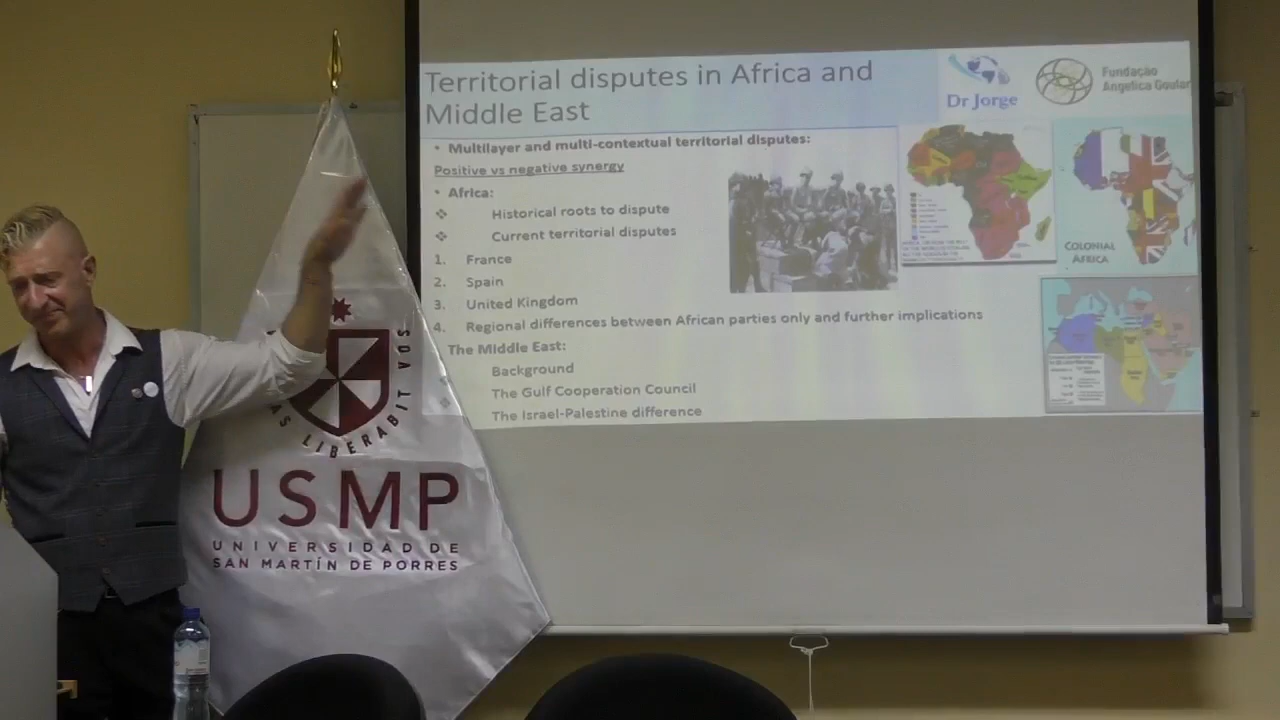 Territorial disputes in Africa and
Middle East
Dr Jorge
Fundação
Angelica Goular
• Multilayer and multi-contextual territorial disputes:
Positive vs negative synergy
• Africa:
❖ Historical roots to dispute
❖ Current territorial disputes
1. France
2. Spain
3. United Kingdom
4. Regional differences between African parties only and further implications
The Middle East:
Background
The Gulf Cooperation Council
The Israel-Palestine difference
COLONIAL
AFRICA
AS LIBERABIT VOS
USMP
UNIVERSIDAD DE
SAN MARTÍN DE PORRES